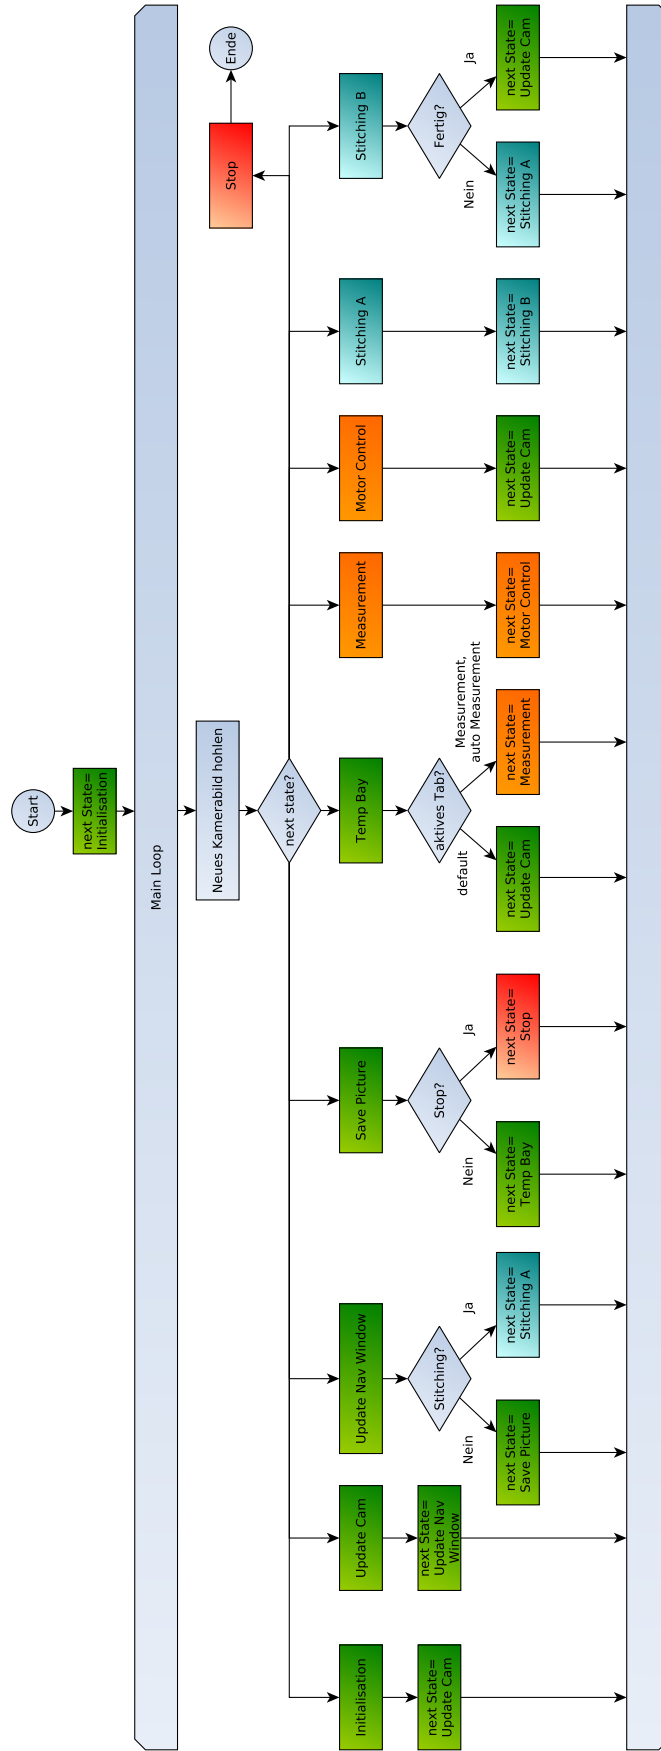 Start
next State=
Initialisation
Main Loop
Neues Kamerabild hohlen
next state?
Stop
Ende
Initialisation
next State=
Update Cam
Update Cam
next State=
Update Nav
Window
Update Nav Window
Stitching?
Nein
Ja
next State=
Save Picture
next State=
Stitching A
Save Picture
Stop?
Nein
Ja
next State=
Temp Bay
next State=
Stop
Temp Bay
aktives Tab?
default
Measurement,
auto Measurement
next State=
Update Cam
next State=
Measurement
Measurement
next State=
Motor Control
Motor Control
next State=
Update Cam
Stitching A
next State=
Stitching B
Stitching B
Fertig?
Nein
Ja
next State=
Stitching A
next State=
Update Cam